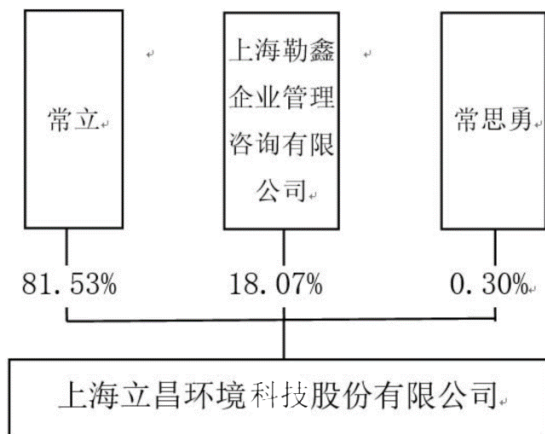 常立
上海勒鑫
企业管理
咨询有限
公司
常思勇
81.53%
18.07%
0.30%
上海立昌环境科技股份有限公司